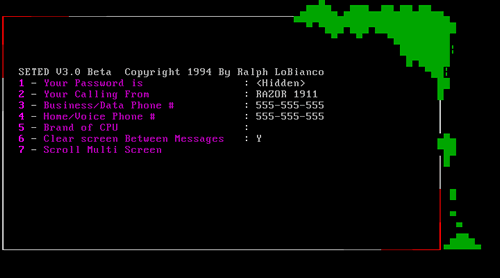 SETED V3.0 Beta  Copyright 1994 By Ralph LoBianco
1 - Your Password is : <Hidden>
2 - Your Calling From : RAZOR 1911
3 - Business/Data Phone # : 555-555-555
4 - Home/Voice Phone # : 555-555-555
5 - Brand of CPU :
6 - Clear screen Between Messages : Y
7 - Scroll Multi Screen